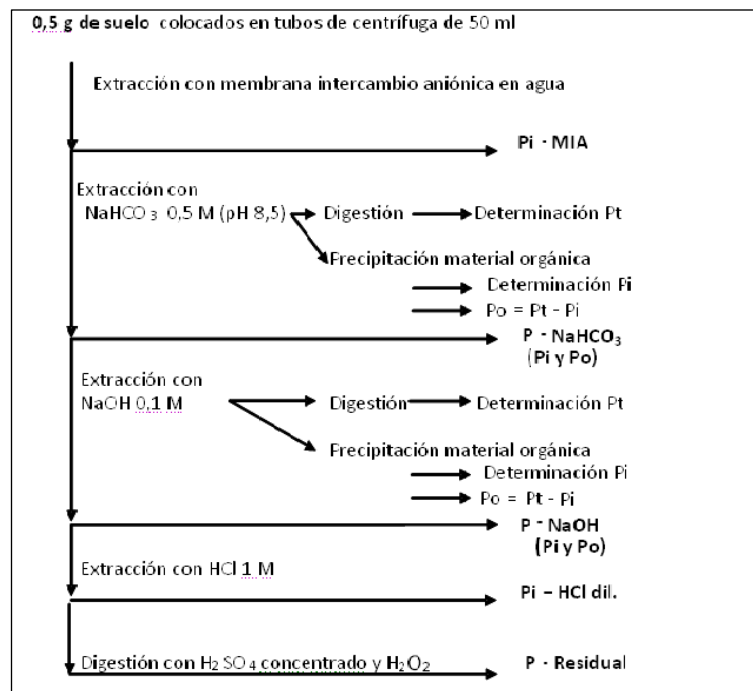 0,5 g de suelo colocados en tubos de centrífuga de 50 ml
Extracción con membrana intercambio aniónica en agua
Pi - MIA
Extracción con
NaHCO3 0,5 M (pH 8,5)
Digestión
Determinación Pt
Precipitación material orgánica
Determinación Pi
Po = Pt - Pi
P - NaHCO3
(Pi y Po)
Extracción con
NaOH 0,1 M
Digestión
Determinación Pt
Precipitación material orgánica
Determinación Pi
Po = Pt - Pi
P - NaOH
(Pi y Po)
Extracción con HCl 1 M
Pi – HCl dil.
Digestión con H2SO4 concentrado y H2O2
P - Residual